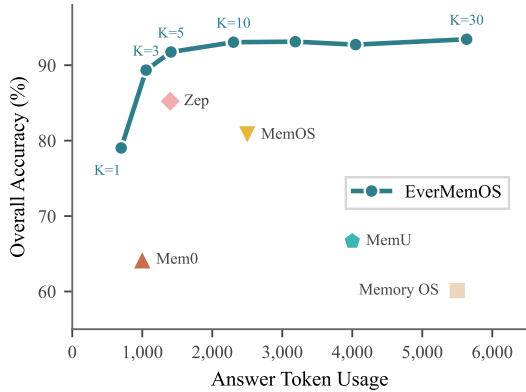 K=30
K=10
K=5
K=3
90
Zep
MemOS
80
K=1
EverMemOS
70
MemU
Mem0
Memory OS
60
Overall Accuracy (%)
0 1,000 2,000 3,000 4,000 5,000 6,000
Answer Token Usage